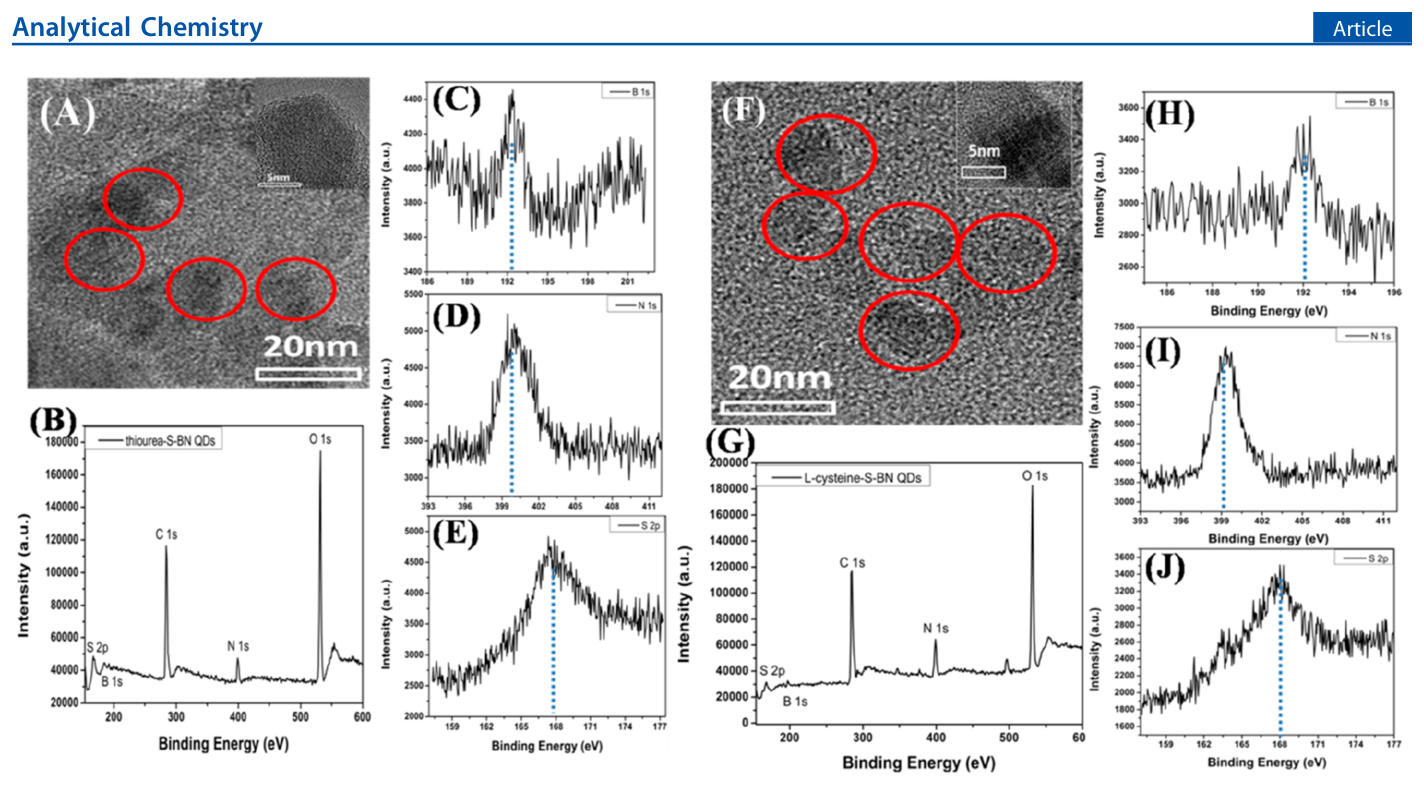 Analytical Chemistry
Article
(A)
5nm
20nm
(B)
thiourea-S-BN QDs
O 1s
C 1s
N 1s
S 2p
B 1s
180000
160000
140000
120000
100000
80000
60000
40000
20000
200 300 400 500 600
Intensity (a.u.)
Binding Energy (eV)
(C)
B 1s
4400
4200
4000
3800
3600
3400
186 189 192 195 198 201
Intensity (a.u.)
(D)
N 1s
5500
5000
4500
4000
3500
3000
393 396 399 402 405 408 411
Intensity (a.u.)
(E)
S 2p
5000
4500
4000
3500
3000
2500
2000
159 162 165 168 171 174 177
Intensity (a.u.)
Binding Energy (eV)
(F)
5nm
20nm
(G)
L-cysteine-S-BN QDs
O 1s
C 1s
N 1s
S 2p
B 1s
200000
180000
160000
140000
120000
100000
80000
60000
40000
20000
0
200 300 400 500 60
Intensity (a.u.)
Binding Energy (eV)
(H)
B 1s
3600
3400
3200
3000
2800
2600
186 188 190 192 194 196
Intensity (a.u.)
Binding Energy (eV)
(I)
N 1s
7500
7000
6500
6000
5500
5000
4500
4000
3500
3000
393 396 399 402 405 408 411
Intensity (a.u.)
Binding Energy (eV)
(J)
S 2p
3600
3400
3200
3000
2800
2600
2400
2200
2000
1800
1600
159 162 165 168 171 174 177
Intensity (a.u.)
Binding Energy (eV)